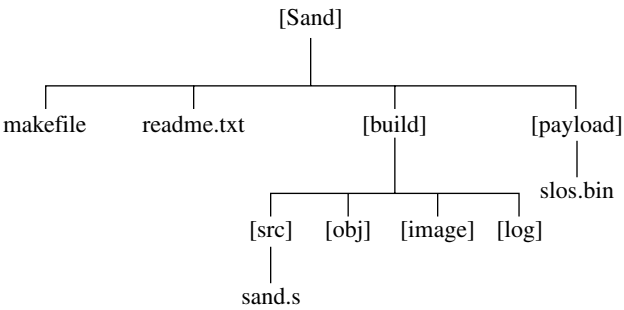 [Sand]
makefile readme.txt [build] [payload]
slos.bin
[src] [obj] [image] [log]
sand.s